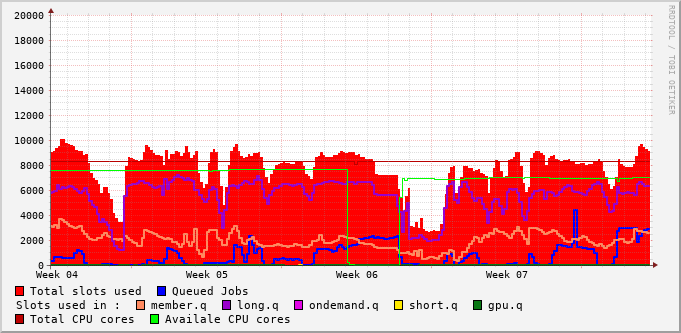 RRDTOOL / TOBI OETIKER
20000
18000
16000
14000
12000
10000
8000
6000
4000
2000
0
Week 04 Week 05 Week 06 Week 07
Total slots used Queued Jobs
Slots used in : member.q long.q ondemand.q short.q gpu.q
Total CPU cores Availale CPU cores